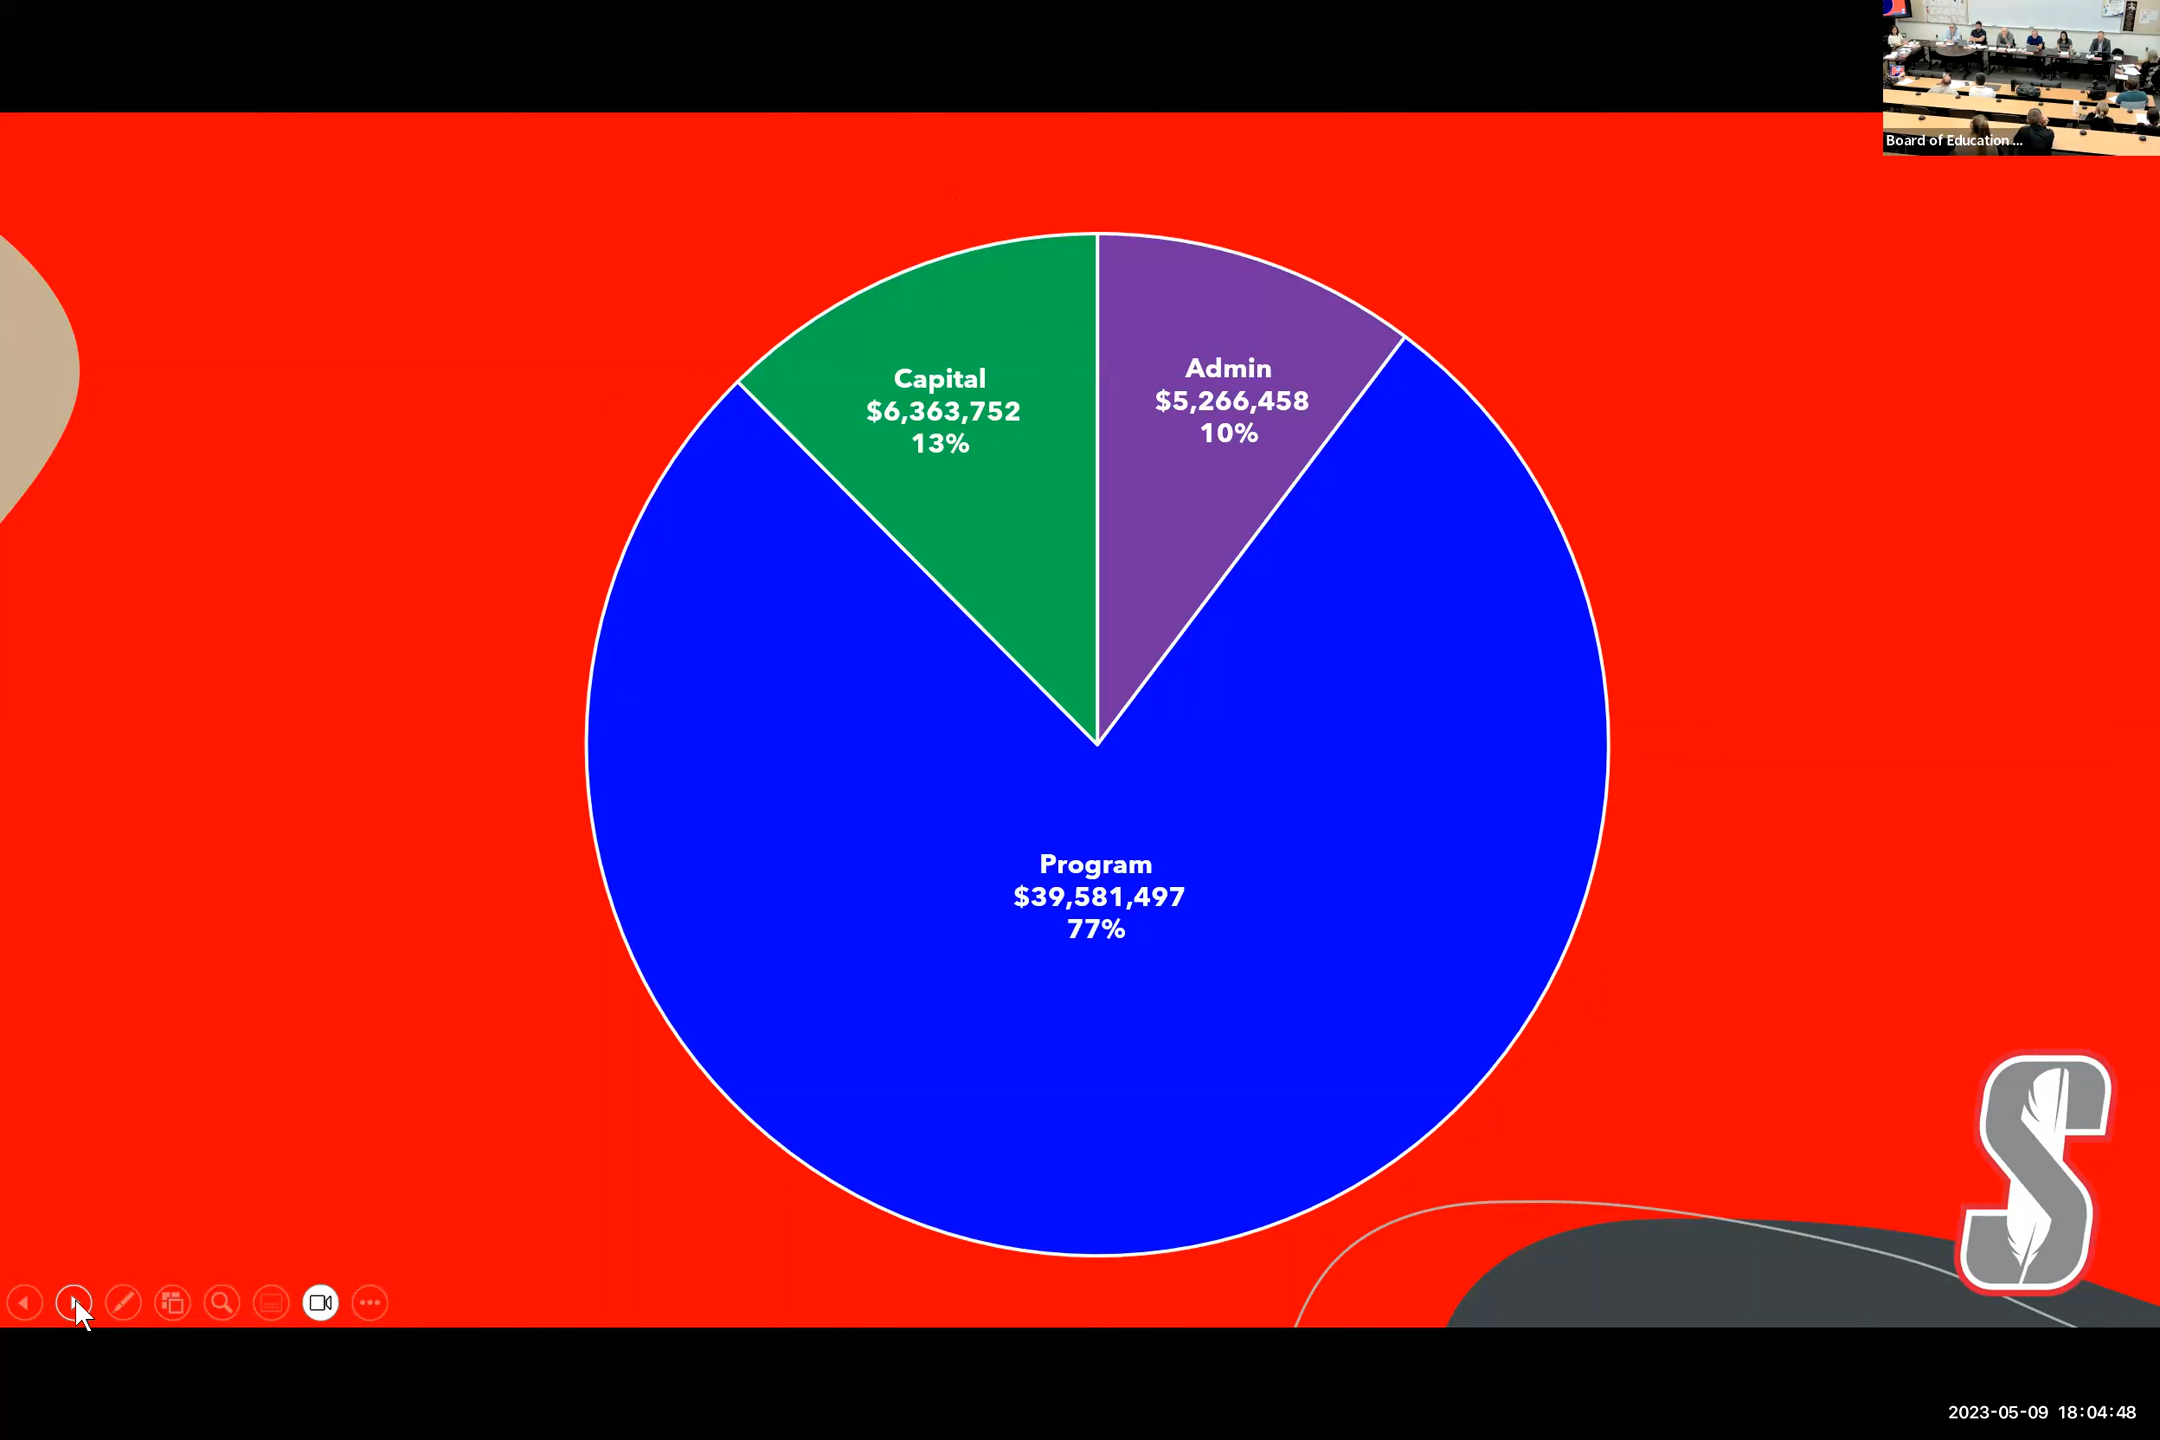 Board of Education ...
Capital
$6,363,752
13%
Admin
$5,266,458
10%
Program
$39,581,497
77%
S
2023-05-09 18:04:48